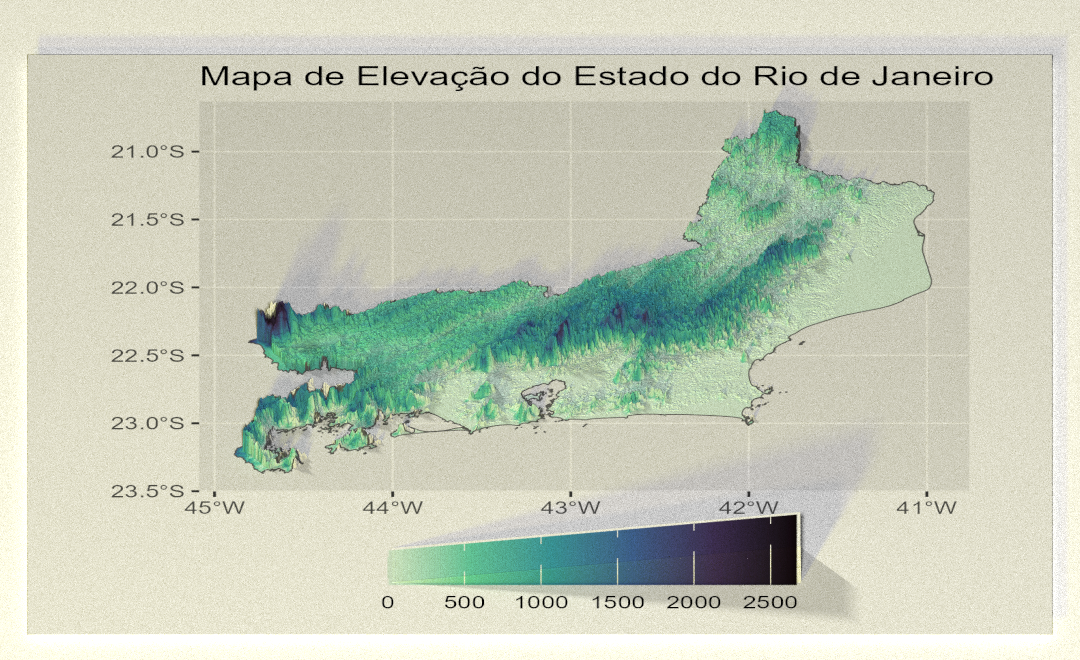 Mapa de Elevação do Estado do Rio de Janeiro
21.0°S
21.5°S
22.0°S
22.5°S
23.0°S
23.5°S
45°W 44°W 43°W 42°W 41°W
0 500 1000 1500 2000 2500